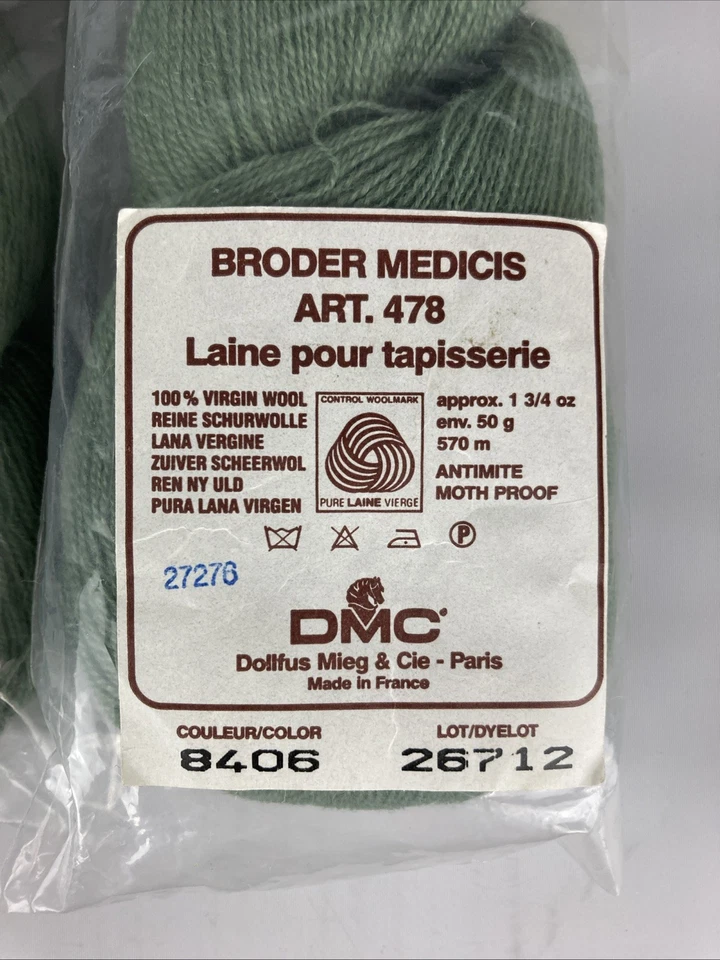 BRODER MEDICIS
ART. 478
Laine pour tapisserie
100% VIRGIN WOOL
REINE SCHURWOLLE
LANA VERGINE
ZUIVER SCHEERWOL
REN NY ULD
PURA LANA VIRGEN
CONTROL WOOLMARK
PURE LAINE VIERGE
approx. 1 3/4 oz
env. 50 g
570 m
ANTIMITE
MOTH PROOF
P
27276
DMC
Dollfus Mieg & Cie - Paris
Made in France
COULEUR/COLOR LOT/DYELOT
8406 26712